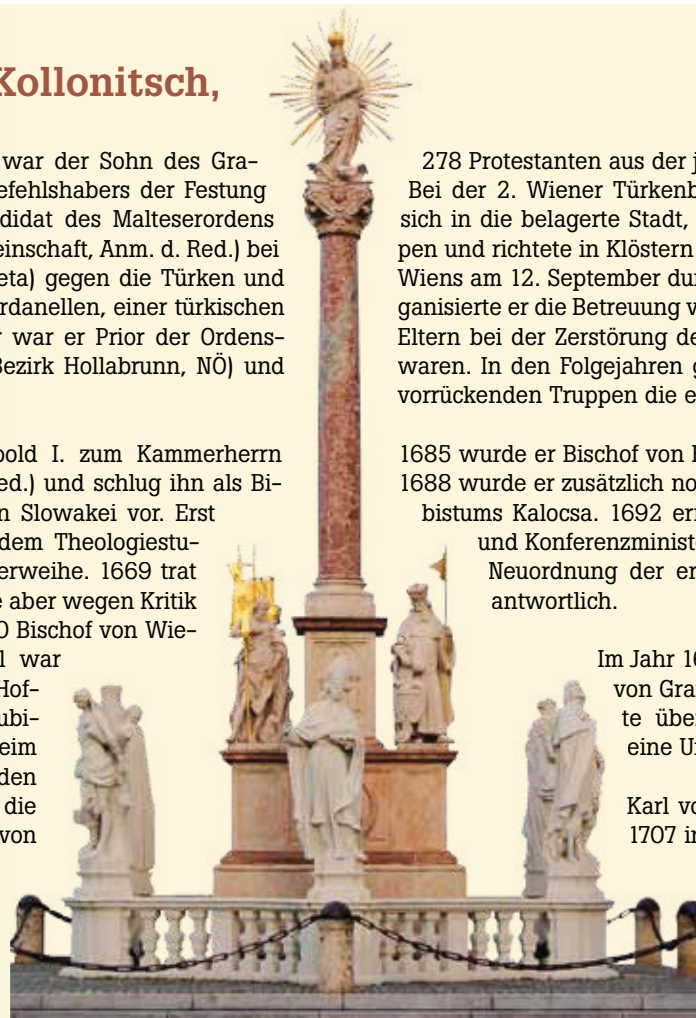 Kollonitsch,
war der Sohn des Gra-
efehlshabers der Festung
didat des Malteserordens
einschaft, Anm. d. Red.) bei
eta) gegen die Türken und
rdanellen, einer türkischen
r war er Prior der Ordens-
Bezirk Hollabrunn, NÖ) und
pold I. zum Kammerherrn
ed.) und schlug ihn als Bi-
n Slowakei vor. Erst
dem Theologiestu-
erweihe. 1669 trat
e aber wegen Kritik
0 Bischof von Wie-
l war
Hof-
ubi-
eim
den
die
von
278 Protestanten aus der j
Bei der 2. Wiener Türkenb
sich in die belagerte Stadt,
pen und richtete in Klöstern
Wiens am 12. September du
ganisierte er die Betreuung v
Eltern bei der Zerstörung de
waren. In den Folgejahren g
vorrückenden Truppen die e
1685 wurde er Bischof von
1688 wurde er zusätzlich no
bistums Kalocsa. 1692 er
und Konferenzministe
Neuordnung der er
antwortlich.
Im Jahr 16
von Gra
te über
eine U
Karl vo
1707 in